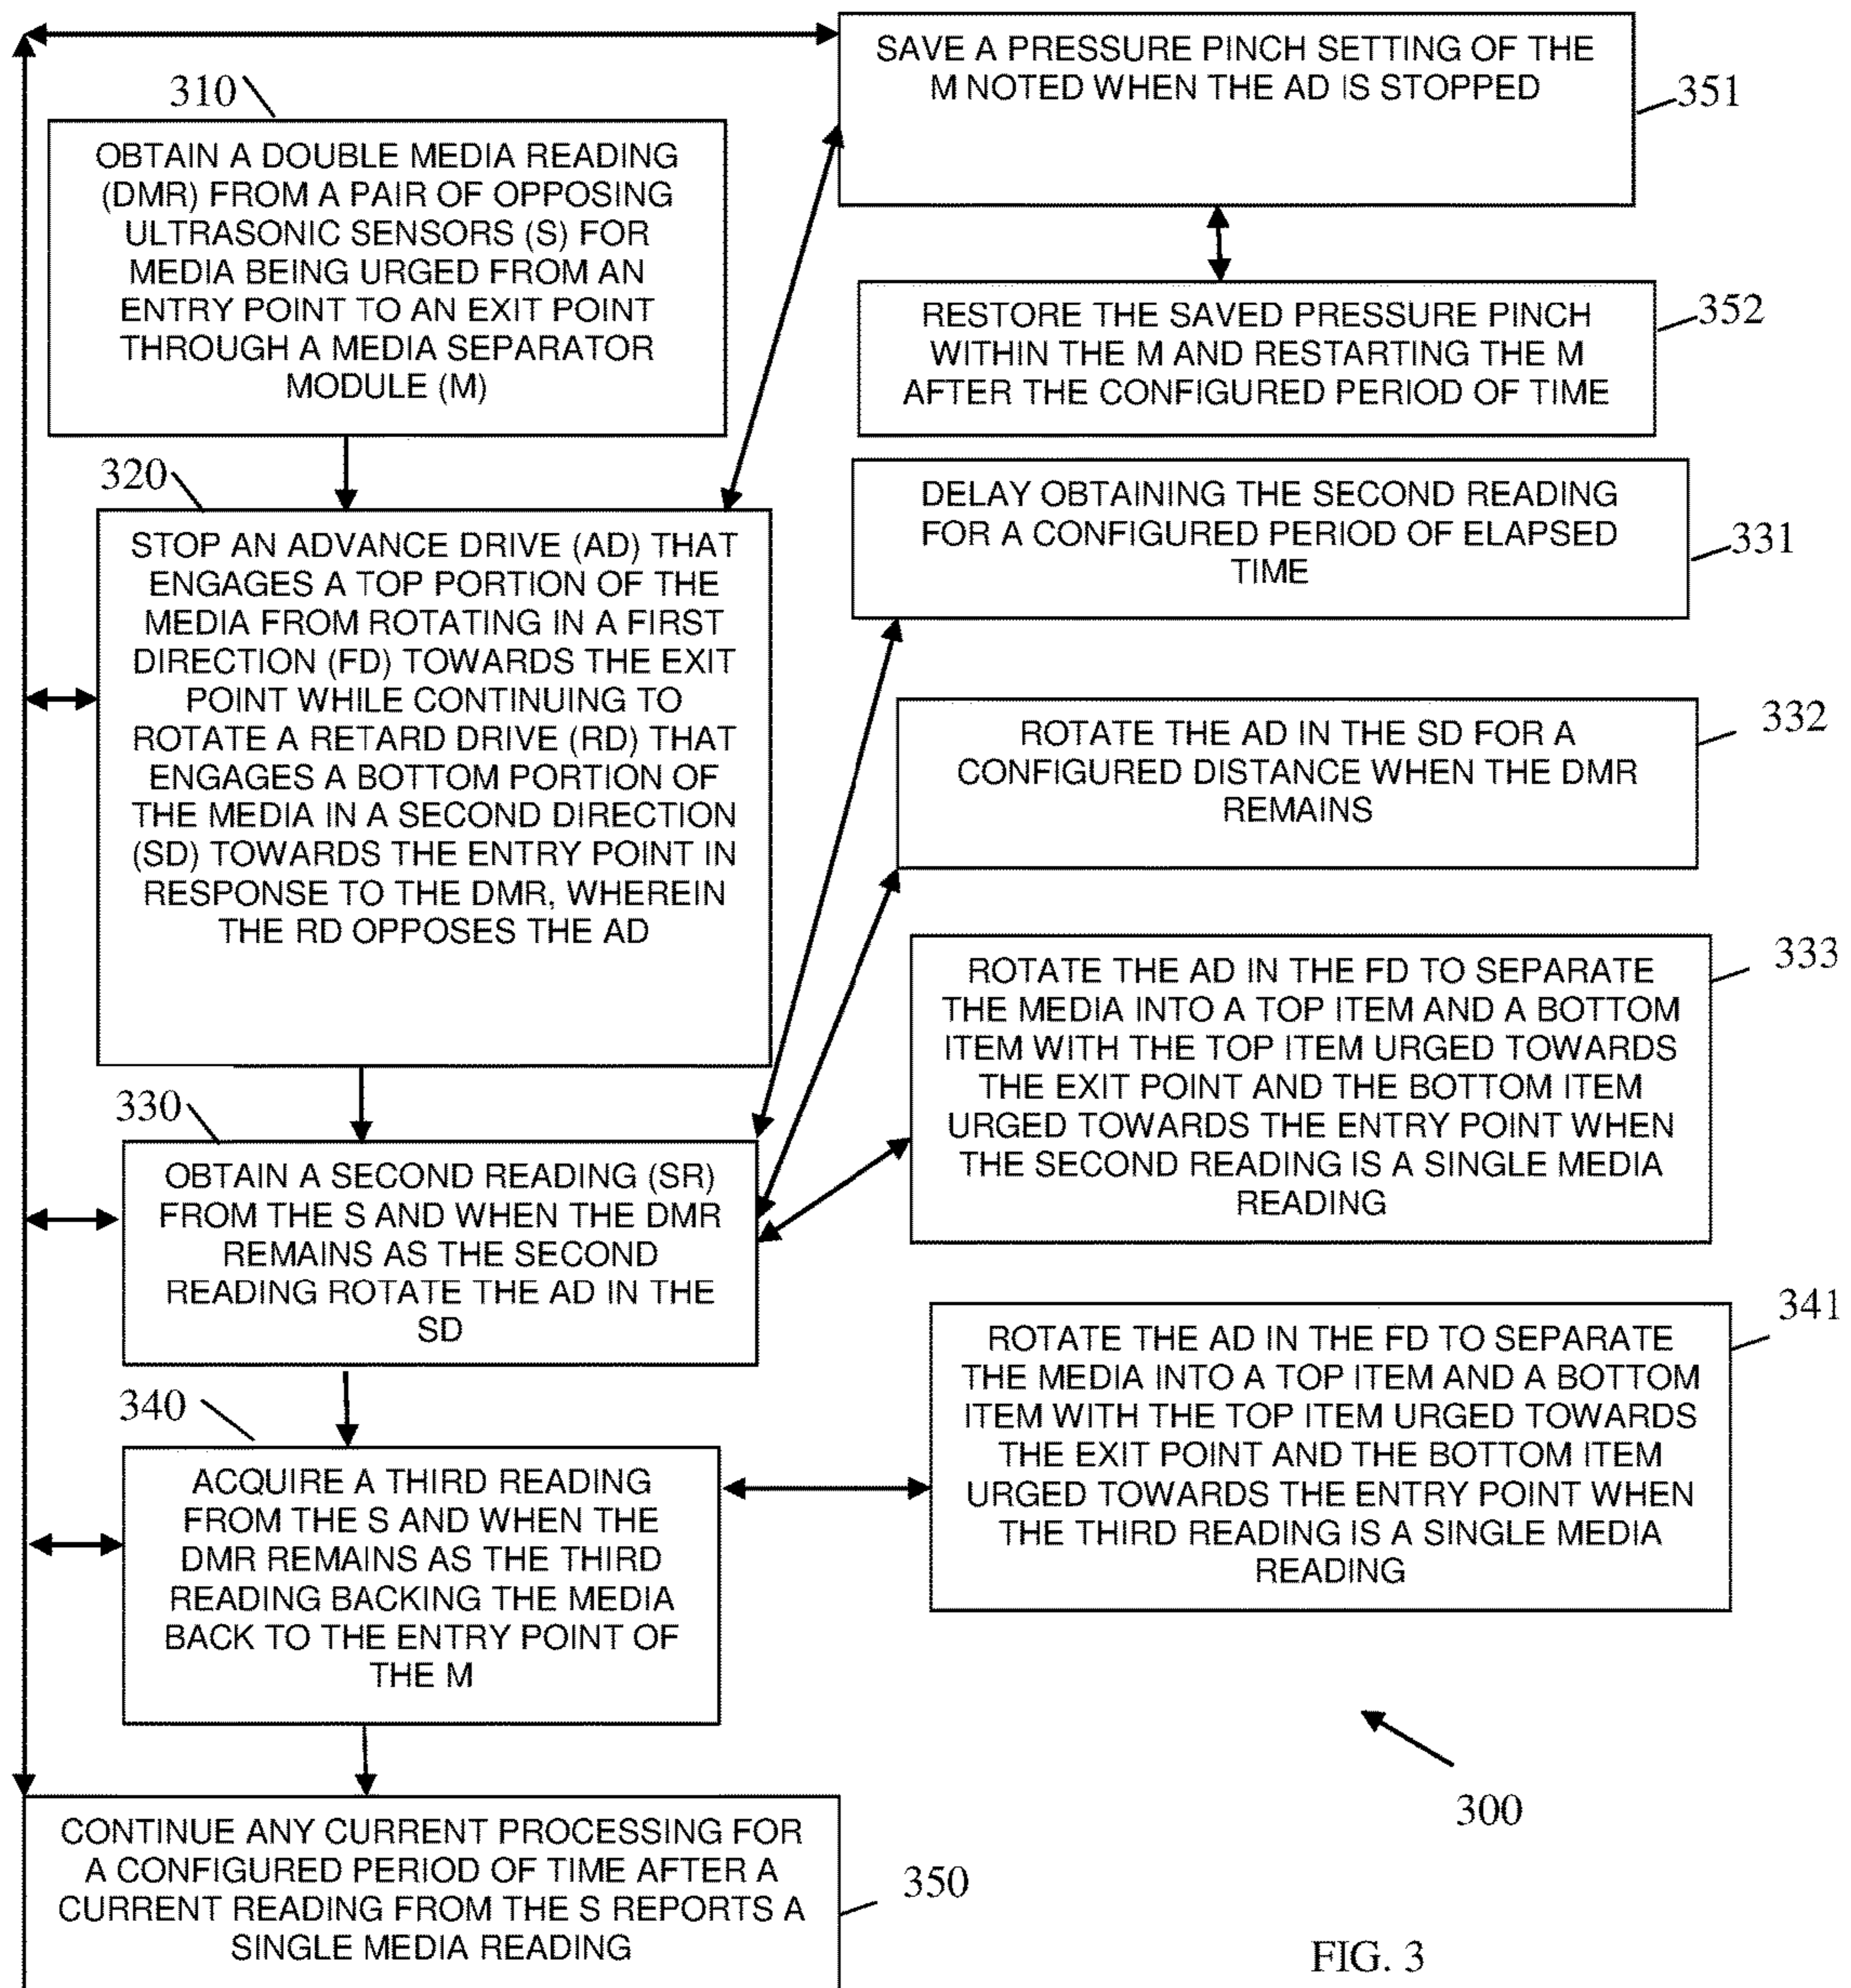 310
OBTAIN A DOUBLE MEDIA READING
(DMR) FROM A PAIR OF OPPOSING
ULTRASONIC SENSORS (S) FOR
MEDIA BEING URGED FROM AN
ENTRY POINT TO AN EXIT POINT
THROUGH A MEDIA SEPARATOR
MODULE (M)
320
STOP AN ADVANCE DRIVE (AD) THAT
ENGAGES A TOP PORTION OF THE
MEDIA FROM ROTATING IN A FIRST
DIRECTION (FD) TOWARDS THE EXIT
POINT WHILE CONTINUING TO
ROTATE A RETARD DRIVE (RD) THAT
ENGAGES A BOTTOM PORTION OF
THE MEDIA IN A SECOND DIRECTION
(SD) TOWARDS THE ENTRY POINT IN
RESPONSE TO THE DMR, WHEREIN
THE RD OPPOSES THE AD
330
OBTAIN A SECOND READING (SR)
FROM THE S AND WHEN THE DMR
REMAINS AS THE SECOND
READING ROTATE THE AD IN THE
SD
340
ACQUIRE A THIRD READING
FROM THE S AND WHEN THE
DMR REMAINS AS THE THIRD
READING BACKING THE MEDIA
BACK TO THE ENTRY POINT OF
THE M
CONTINUE ANY CURRENT PROCESSING FOR
A CONFIGURED PERIOD OF TIME AFTER A
CURRENT READING FROM THE S REPORTS A
SINGLE MEDIA READING
350
SAVE A PRESSURE PINCH SETTING OF THE
M NOTED WHEN THE AD IS STOPPED
351
RESTORE THE SAVED PRESSURE PINCH
WITHIN THE M AND RESTARTING THE M
AFTER THE CONFIGURED PERIOD OF TIME
352
DELAY OBTAINING THE SECOND READING
FOR A CONFIGURED PERIOD OF ELAPSED
TIME
331
ROTATE THE AD IN THE SD FOR A
CONFIGURED DISTANCE WHEN THE DMR
REMAINS
332
ROTATE THE AD IN THE FD TO SEPARATE
THE MEDIA INTO A TOP ITEM AND A BOTTOM
ITEM WITH THE TOP ITEM URGED TOWARDS
THE EXIT POINT AND THE BOTTOM ITEM
URGED TOWARDS THE ENTRY POINT WHEN
THE SECOND READING IS A SINGLE MEDIA
READING
333
ROTATE THE AD IN THE FD TO SEPARATE
THE MEDIA INTO A TOP ITEM AND A BOTTOM
ITEM WITH THE TOP ITEM URGED TOWARDS
THE EXIT POINT AND THE BOTTOM ITEM
URGED TOWARDS THE ENTRY POINT WHEN
THE THIRD READING IS A SINGLE MEDIA
READING
341
300
FIG. 3